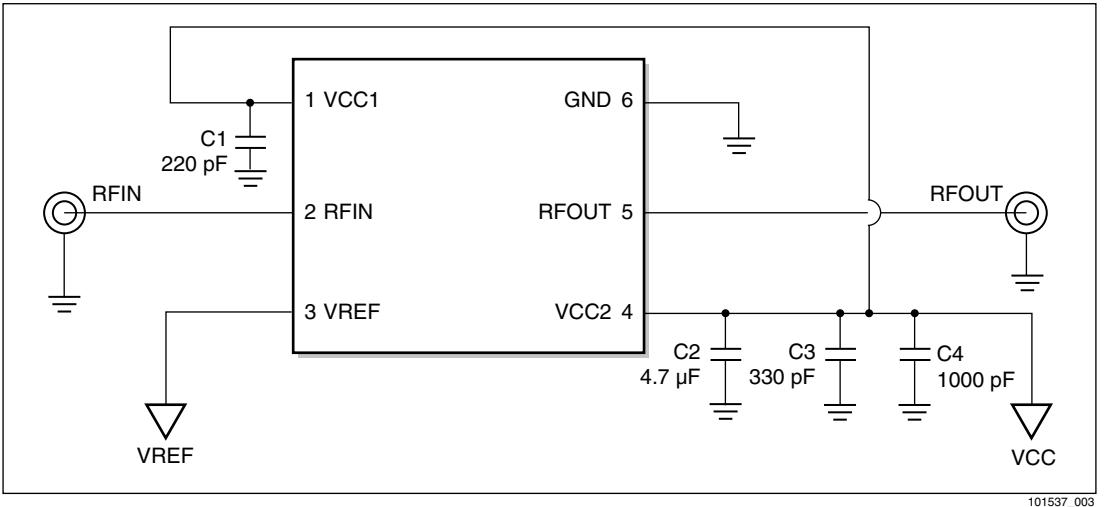 1 VCC1
GND 6
C1
220 pF
RFIN
2 RFIN
RFOUT 5
RFOUT
3 VREF
VCC2 4
C2
4.7 µF
C3
330 pF
C4
1000 pF
VREF
VCC
101537_003